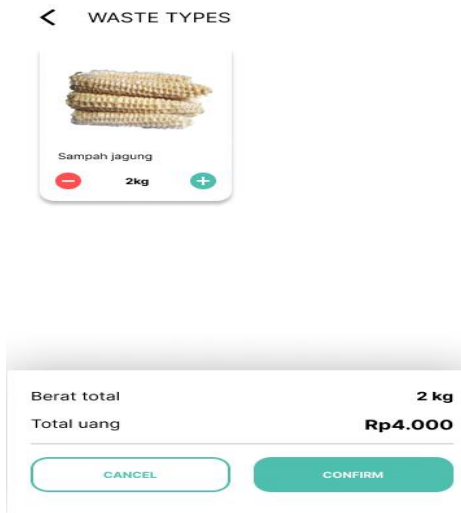 WASTE TYPES
Sampah jagung
2kg
Berat total 2 kg
Total uang Rp4.000
CANCEL CONFIRM